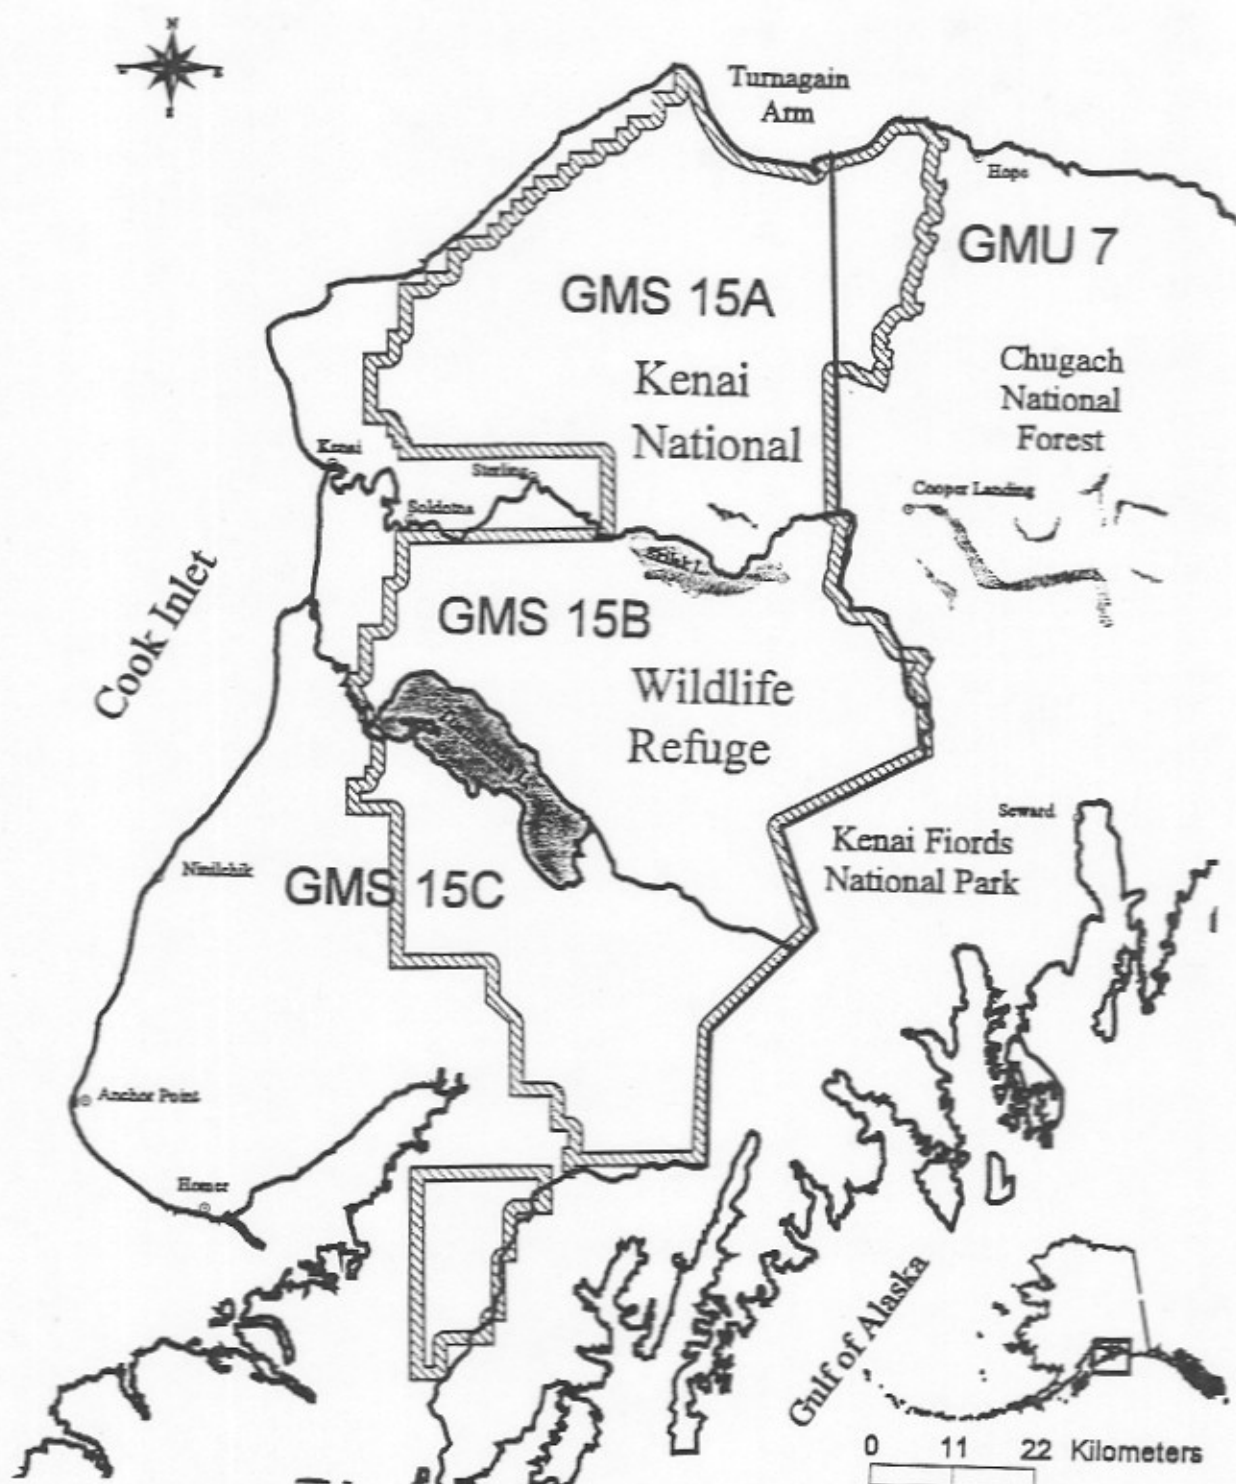 N
Turnagain
Arm
Hope
GMU 7
GMS 15A
Kenai
National
Chugach
National
Forest
Kenai
Sterling
Soldotna
Cooper Landing
Skilak L.
Cook Inlet
GMS 15B
Wildlife
Refuge
Seward
Kenai Fiords
National Park
Ninilchik
GMS 15C
Anchor Point
Homer
Gulf of Alaska
0 11 22 Kilometers